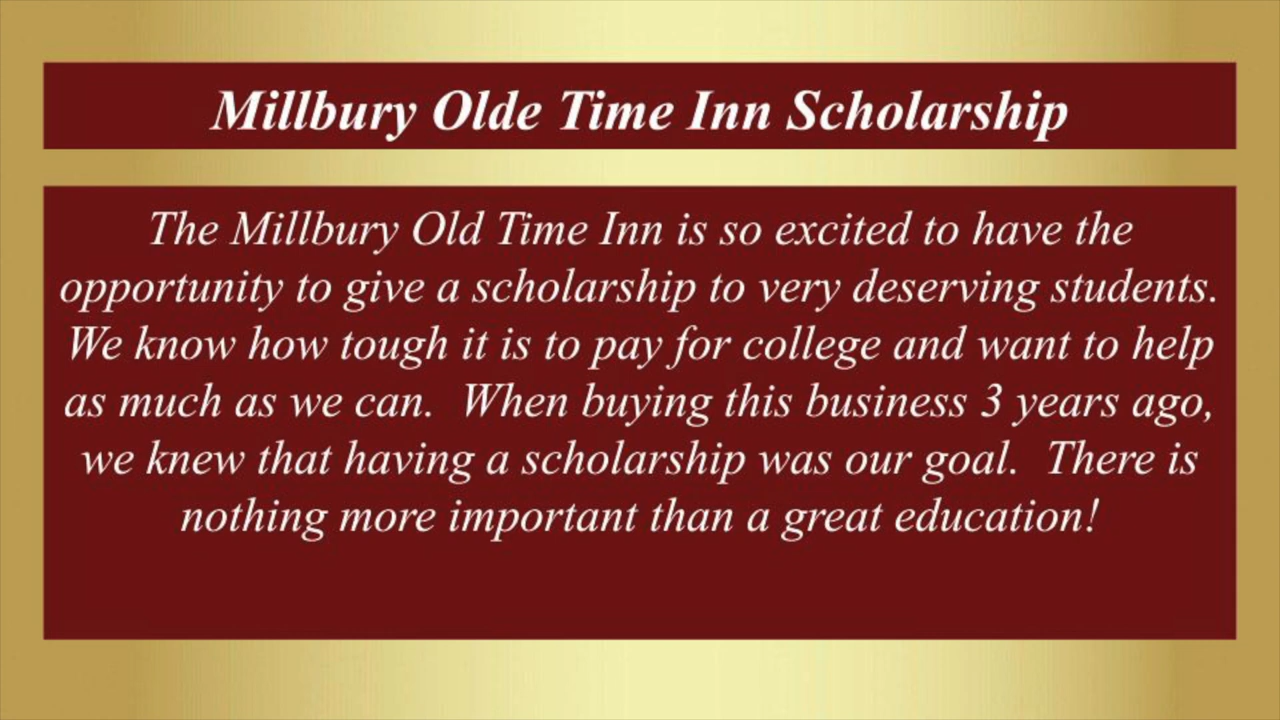 Millbury Olde Time Inn Scholarship
The Millbury Old Time Inn is so excited to have the
opportunity to give a scholarship to very deserving students.
We know how tough it is to pay for college and want to help
as much as we can.  When buying this business 3 years ago,
we knew that having a scholarship was our goal.  There is
nothing more important than a great education!